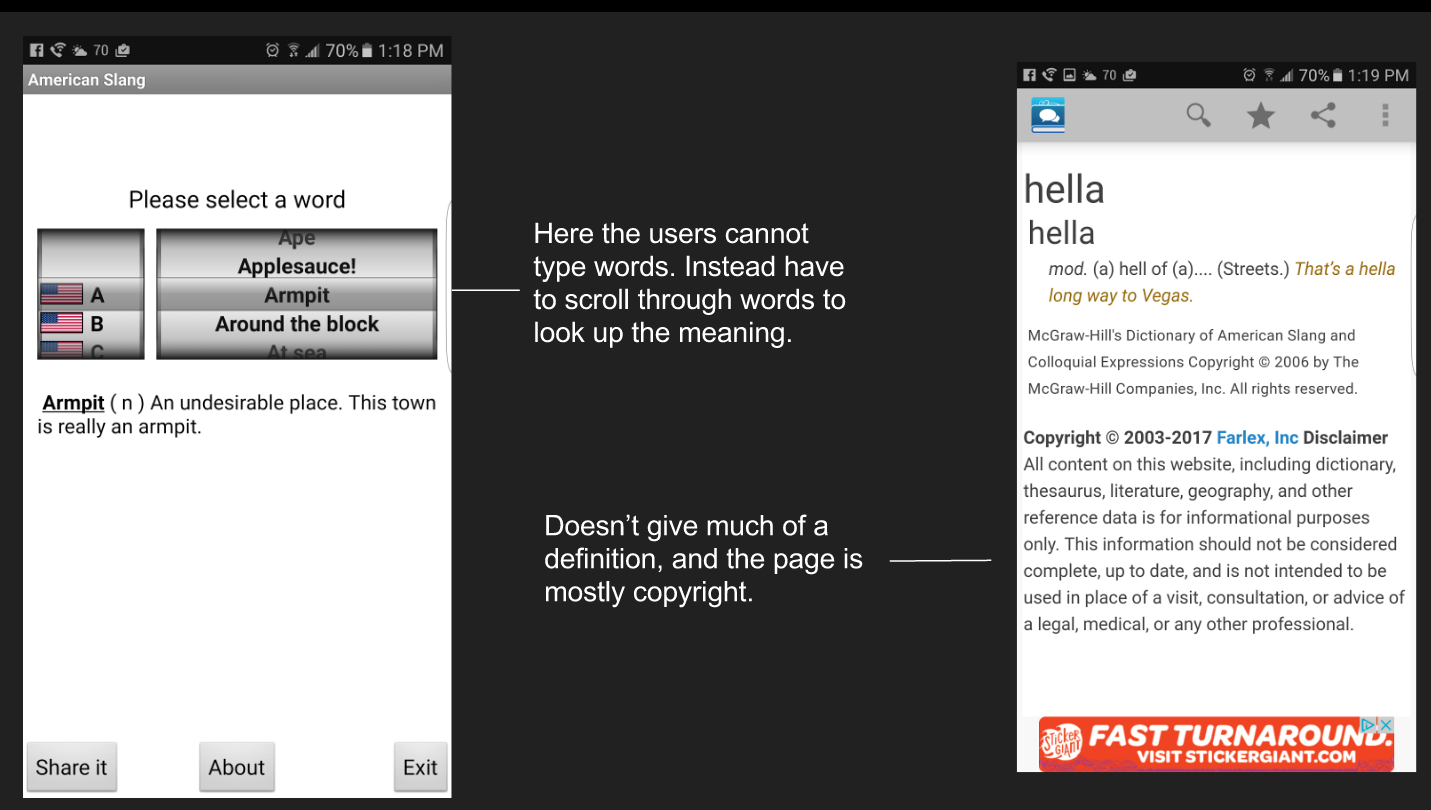 70 70% 1:18 PM
American Slang
Please select a word
A
B
C
Ape
Applesauce!
Armpit
Around the block
At sea
Armpit ( n ) An undesirable place. This town
is really an armpit.
Share it
About
Exit
Here the users cannot
type words. Instead have
to scroll through words to
look up the meaning.
Doesn’t give much of a
definition, and the page is
mostly copyright.
70 70% 1:19 PM
hella
hella
mod. (a) hell of (a).... (Streets.) That’s a hella
long way to Vegas.
McGraw-Hill's Dictionary of American Slang and
Colloquial Expressions Copyright © 2006 by The
McGraw-Hill Companies, Inc. All rights reserved.
Copyright © 2003-2017 Farlex, Inc Disclaimer
All content on this website, including dictionary,
thesaurus, literature, geography, and other
reference data is for informational purposes
only. This information should not be considered
complete, up to date, and is not intended to be
used in place of a visit, consultation, or advice of
a legal, medical, or any other professional.
STICKER
GIANT
FAST TURNAROUND.
VISIT STICKERGIANT.COM